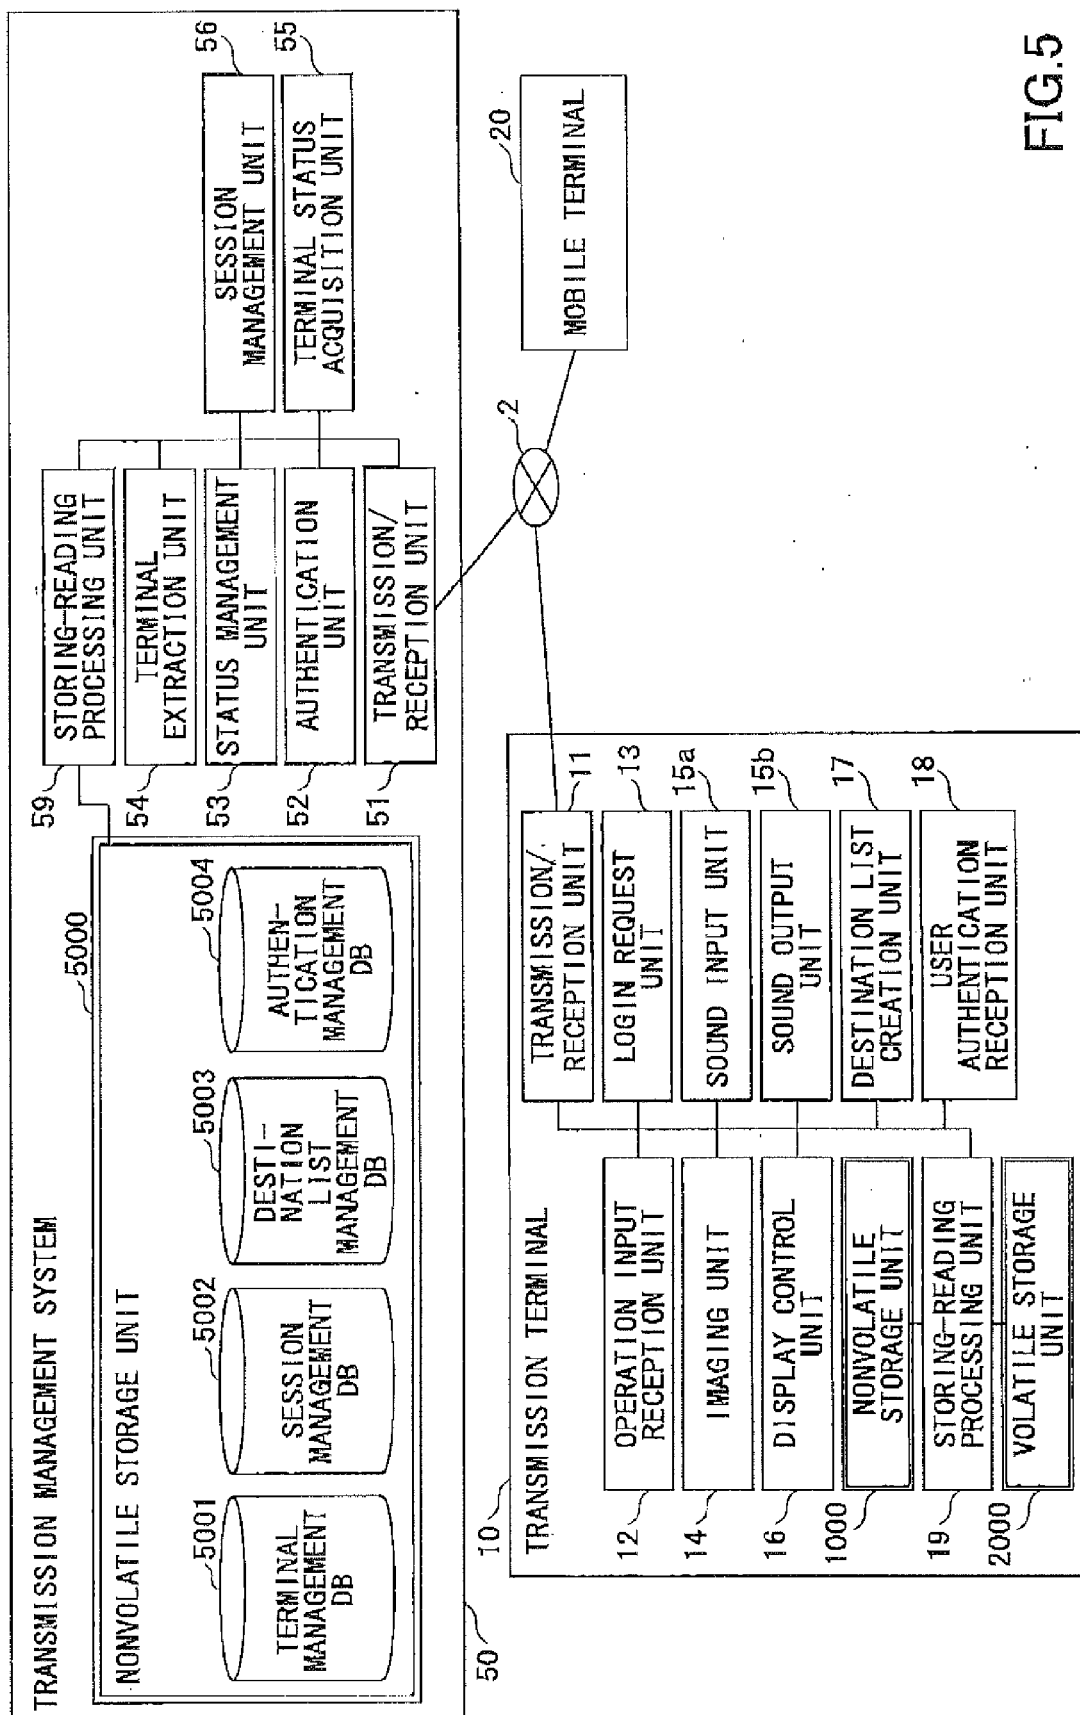 TRANSMISSION MANAGEMENT SYSTEM
50
NONVOLATILE STORAGE UNIT
5000
5001
TERMINAL
MANAGEMENT
DB
5002
SESSION
MANAGEMENT
DB
5003
DESTI-
NATION
LIST
MANAGEMENT
DB
5004
AUTHEN-
TICATION
MANAGEMENT
DB
59
STORING-READING
PROCESSING UNIT
54
TERMINAL
EXTRACTION UNIT
53
STATUS MANAGEMENT
UNIT
52
AUTHENTICATION
UNIT
51
TRANSMISSION/
RECEPTION UNIT
56
SESSION
MANAGEMENT UNIT
55
TERMINAL STATUS
ACQUISITION UNIT
2
20
MOBILE TERMINAL
10
TRANSMISSION TERMINAL
12
OPERATION INPUT
RECEPTION UNIT
14
IMAGING UNIT
16
DISPLAY CONTROL
UNIT
1000
NONVOLATILE
STORAGE UNIT
19
STORING-READING
PROCESSING UNIT
2000
VOLATILE STORAGE
UNIT
TRANSMISSION/
RECEPTION UNIT
11
LOGIN REQUEST
UNIT
13
SOUND INPUT UNIT
15a
SOUND OUTPUT
UNIT
15b
DESTINATION LIST
CREATION UNIT
17
USER
AUTHENTICATION
RECEPTION UNIT
18
FIG.5